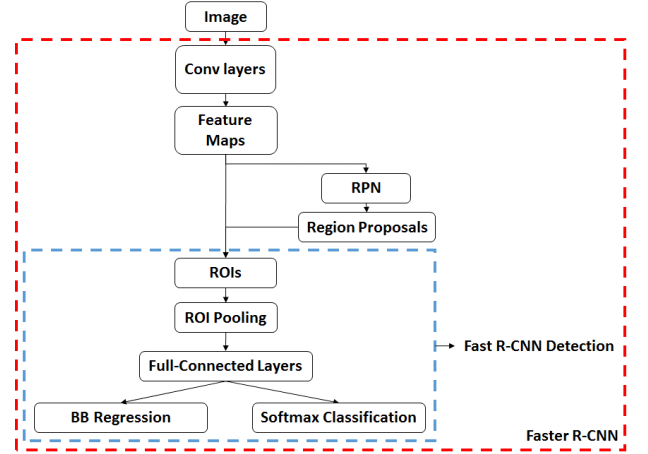 Image
Conv layers
Feature
Maps
RPN
Region Proposals
ROIs
ROI Pooling
Full-Connected Layers
BB Regression
Softmax Classification
Fast R-CNN Detection
Faster R-CNN